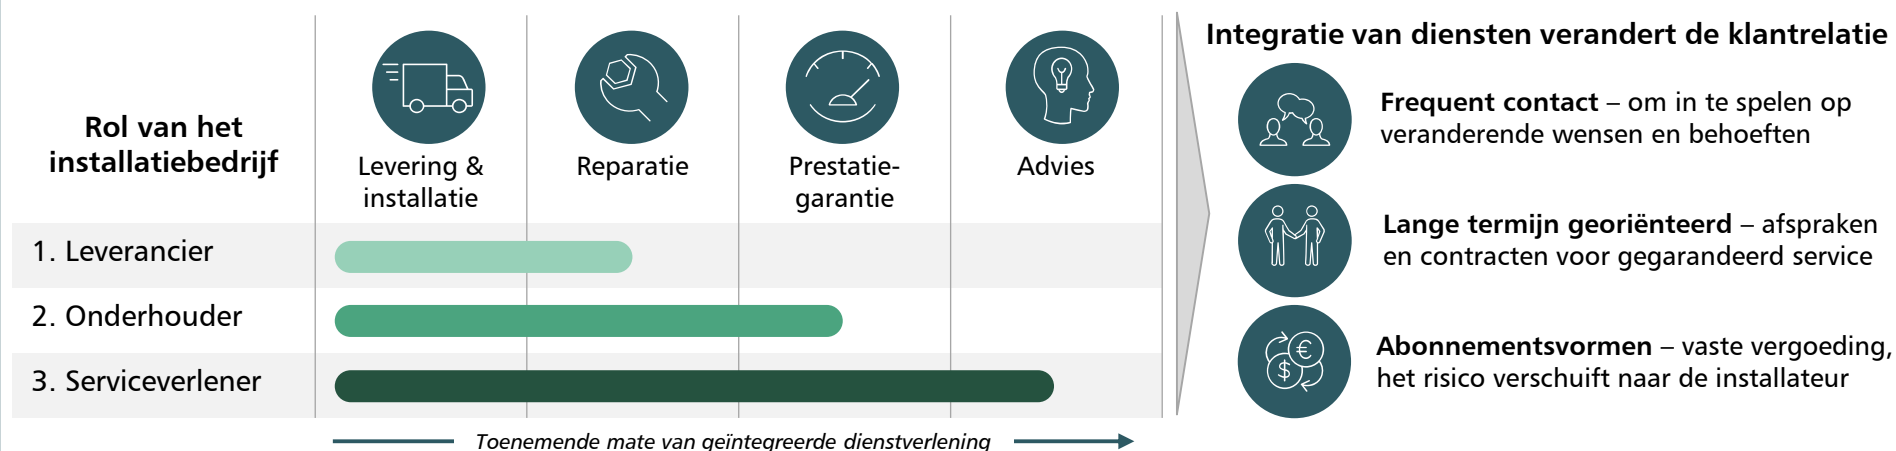 Rol van het
installatiebedrijf
Levering &
installatie
Reparatie
Prestatie-
garantie
Advies
1. Leverancier
2. Onderhouder
3. Serviceverlener
Toenemende mate van geïntegreerde dienstverlening
Integratie van diensten verandert de klantrelatie
Frequent contact – om in te spelen op
veranderende wensen en behoeften
Lange termijn georiënteerd – afspraken
en contracten voor gegarandeerd service
€
$
Abonnementsvormen – vaste vergoeding,
het risico verschuift naar de installateur